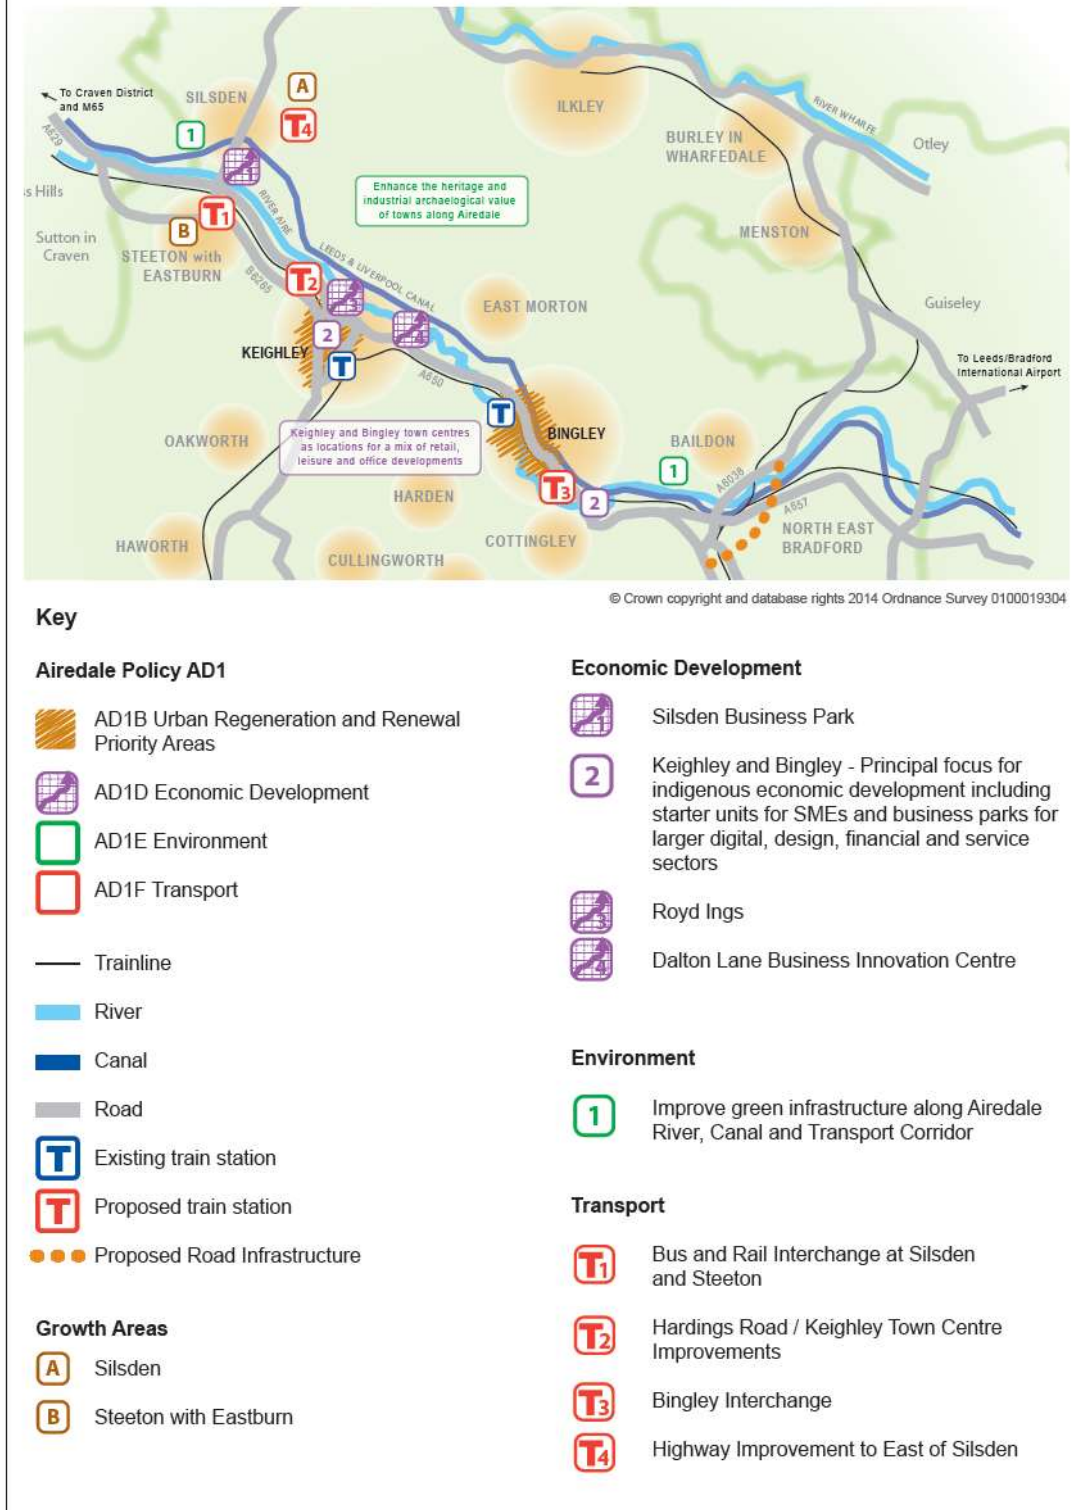 To Craven District
and M65
SILSDEN
A
T4
1
A629
ILKLEY
RIVER WHARFE
BURLEY IN
WHARFEDALE
Otley
1
s Hills
Enhance the heritage and
industrial archaelogical value
of towns along Airedale
RIVER AIRE
T1
B
Sutton in
Craven
STEETON with
EASTBURN
MENSTON
LEEDS & LIVERPOOL CANAL
B6265
T2
3
EAST MORTON
Guiseley
2
4
KEIGHLEY
T
To Leeds/Bradford
International Airport
A650
T
OAKWORTH
Keighley and Bingley town centres
as locations for a mix of retail,
leisure and office developments
BINGLEY
BAILDON
1
A6038
HARDEN
T3
2
A657
HAWORTH
CULLINGWORTH
COTTINGLEY
NORTH EAST
BRADFORD
© Crown copyright and database rights 2014 Ordnance Survey 0100019304
Key
Airedale Policy AD1
AD1B Urban Regeneration and Renewal
Priority Areas
AD1D Economic Development
AD1E Environment
AD1F Transport
Trainline
River
Canal
Road
T Existing train station
T Proposed train station
Proposed Road Infrastructure
Growth Areas
A Silsden
B Steeton with Eastburn
Economic Development
1 Silsden Business Park
2 Keighley and Bingley - Principal focus for
indigenous economic development including
starter units for SMEs and business parks for
larger digital, design, financial and service
sectors
3 Royd Ings
4 Dalton Lane Business Innovation Centre
Environment
1 Improve green infrastructure along Airedale
River, Canal and Transport Corridor
Transport
T1 Bus and Rail Interchange at Silsden
and Steeton
T2 Hardings Road / Keighley Town Centre
Improvements
T3 Bingley Interchange
T4 Highway Improvement to East of Silsden